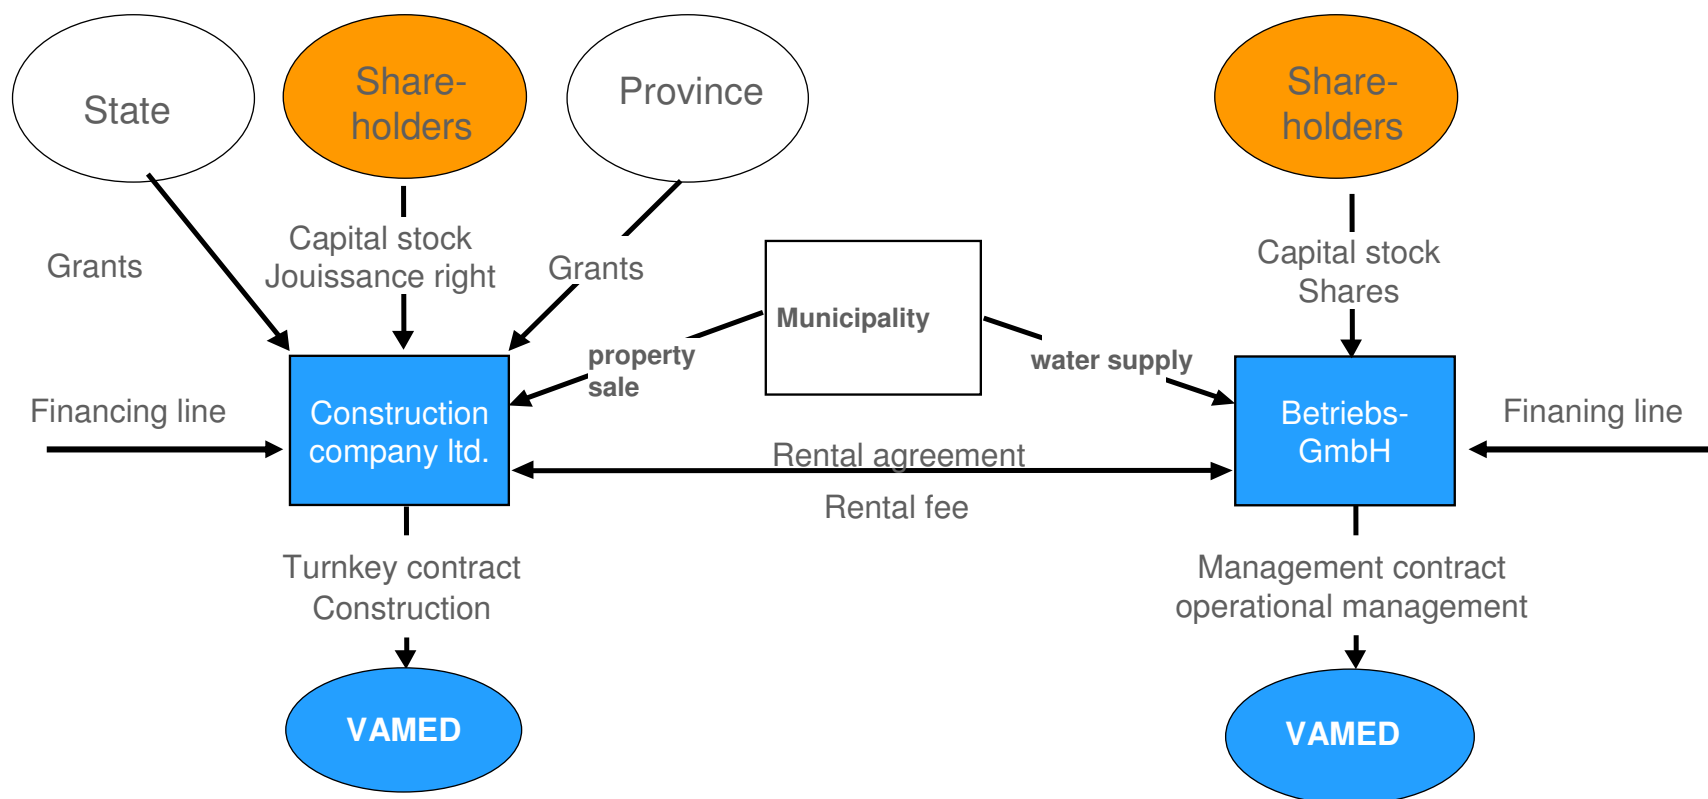 State
Share-
holders
Province
Share-
holders
Grants
Capital stock
Jouissance right
Grants
Capital stock
Shares
Municipality
property
sale
water supply
Financing line
Construction
company ltd.
Betriebs-
GmbH
Finaning line
Rental agreement
Rental fee
Turnkey contract
Construction
Management contract
operational management
VAMED
VAMED